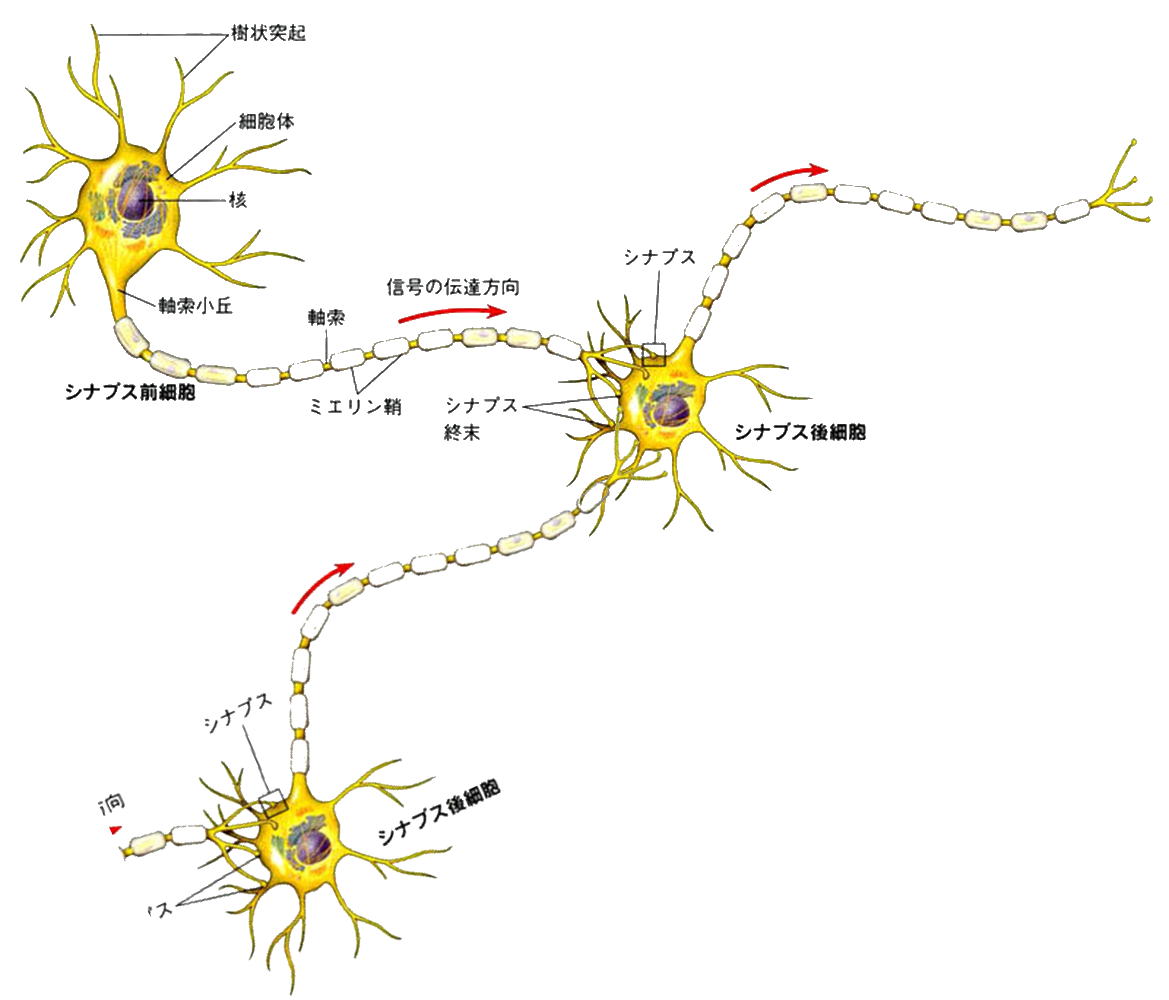 樹状突起
細胞体
核
軸索小丘
シナプス
信号の伝達方向
軸索
シナプス前細胞
ミエリン鞘
シナプス
終末
シナプス後細胞
シナプス
向
シナプス後細胞
ス